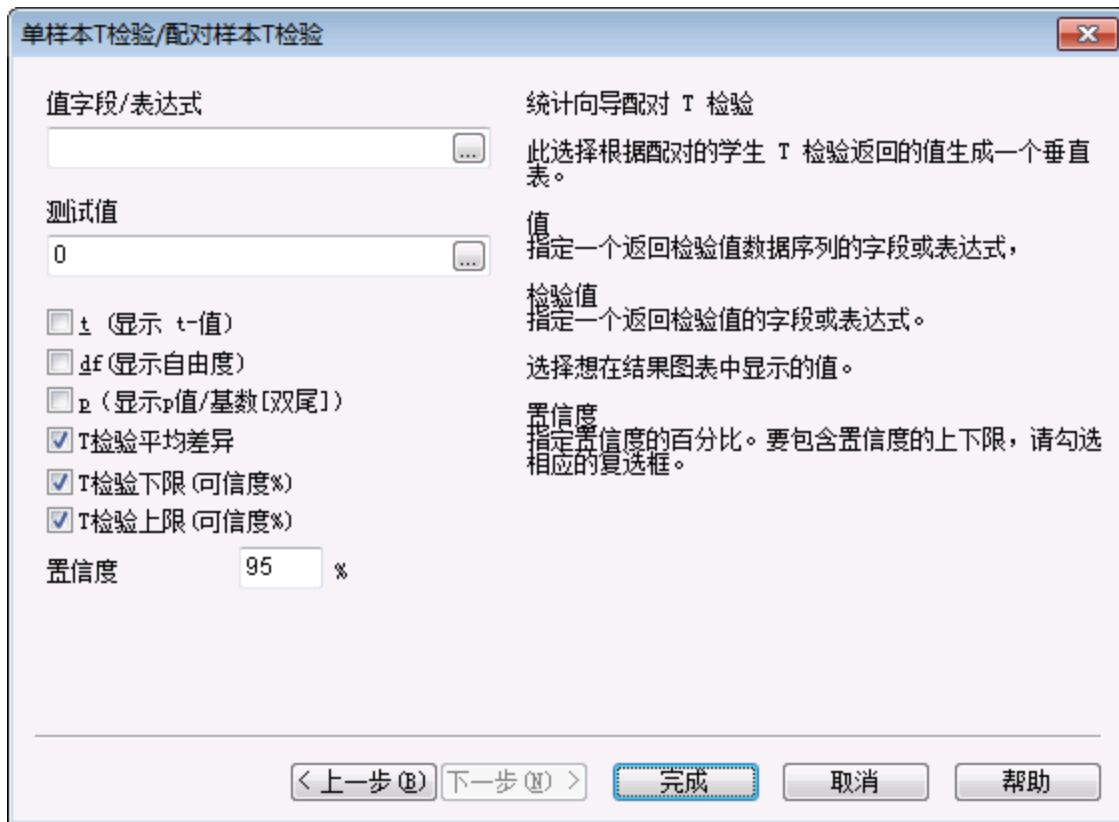 单样本T检验/配对样本T检验
值字段/表达式
...
测试值
0
...
t (显示 t-值)
df(显示自由度)
p (显示p值/基数[双尾])
T检验平均差异
T检验下限(可信度%)
T检验上限(可信度%)
置信度 95 %
统计向导配对 T 检验
此选择根据配对的学生 T 检验返回的值生成一个垂直
表。
值
指定一个返回检验值数据序列的字段或表达式,
检验值
指定一个返回检验值的字段或表达式。
选择想在结果图表中显示的值。
置信度
指定置信度的百分比。要包含置信度的上下限,请勾选
相应的复选框。
< 上一步(B) 下一步(N) > 完成 取消 帮助